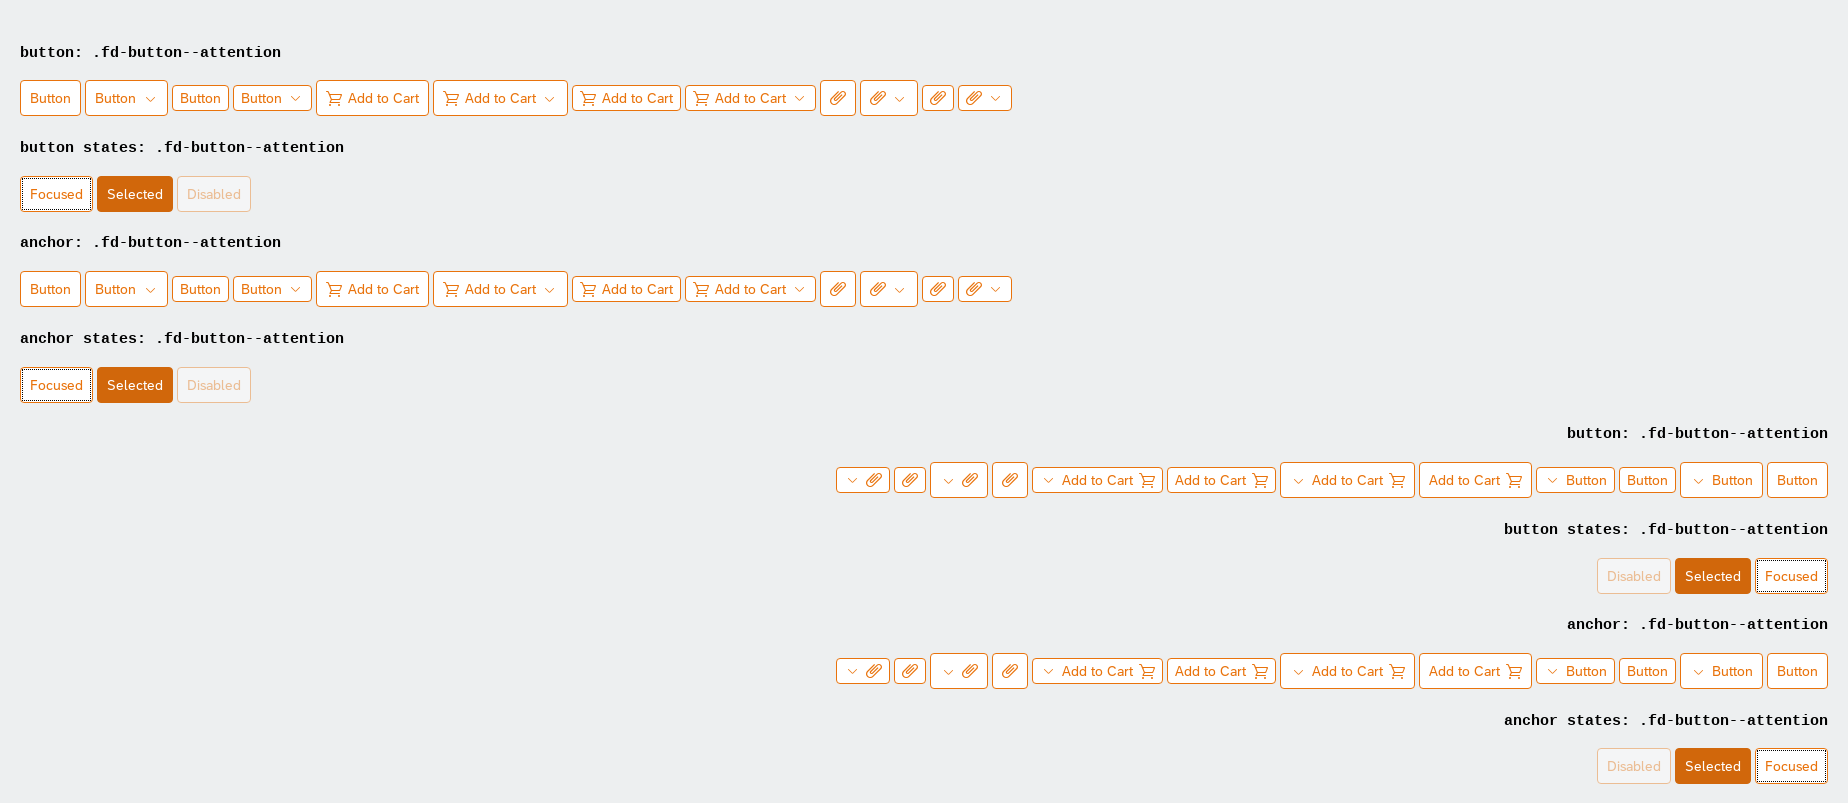 button: .fd-button--attention
Button Button Button Button Add to Cart Add to Cart Add to Cart Add to Cart
button states: .fd-button--attention
Focused Selected Disabled
anchor: .fd-button--attention
Button Button Button Button Add to Cart Add to Cart Add to Cart Add to Cart
anchor states: .fd-button--attention
Focused Selected Disabled
button: .fd-button--attention
Add to Cart Add to Cart Add to Cart Add to Cart Button Button Button Button
button states: .fd-button--attention
Disabled Selected Focused
anchor: .fd-button--attention
Add to Cart Add to Cart Add to Cart Add to Cart Button Button Button Button
anchor states: .fd-button--attention
Disabled Selected Focused